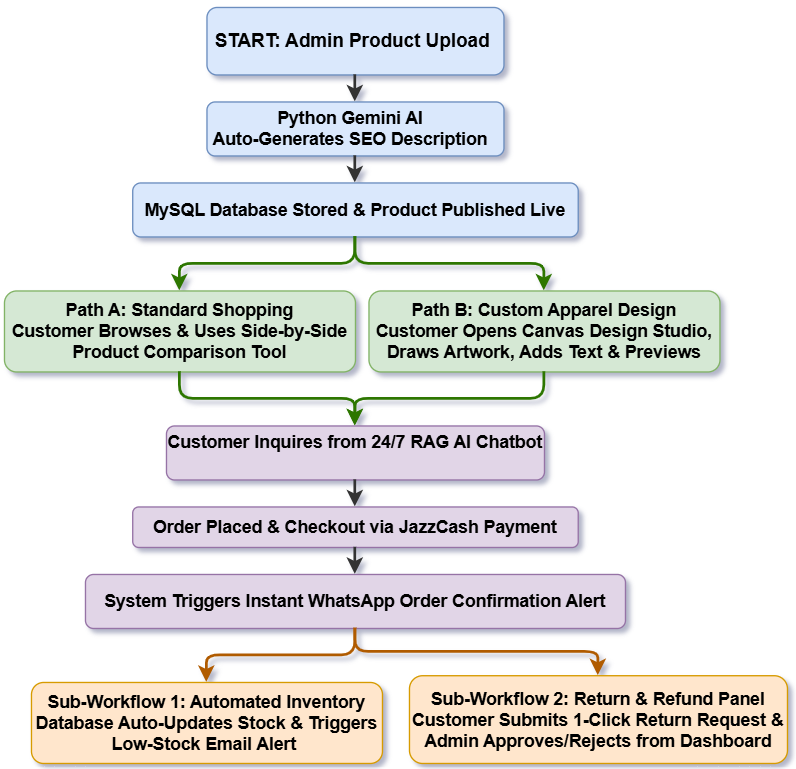 START: Admin Product Upload
Python Gemini AI
Auto-Generates SEO Description
MySQL Database Stored & Product Published Live
Path A: Standard Shopping
Customer Browses & Uses Side-by-Side
Product Comparison Tool
Path B: Custom Apparel Design
Customer Opens Canvas Design Studio,
Draws Artwork, Adds Text & Previews
Customer Inquires from 24/7 RAG AI Chatbot
Order Placed & Checkout via JazzCash Payment
System Triggers Instant WhatsApp Order Confirmation Alert
Sub-Workflow 1: Automated Inventory
Database Auto-Updates Stock & Triggers
Low-Stock Email Alert
Sub-Workflow 2: Return & Refund Panel
Customer Submits 1-Click Return Request &
Admin Approves/Rejects from Dashboard